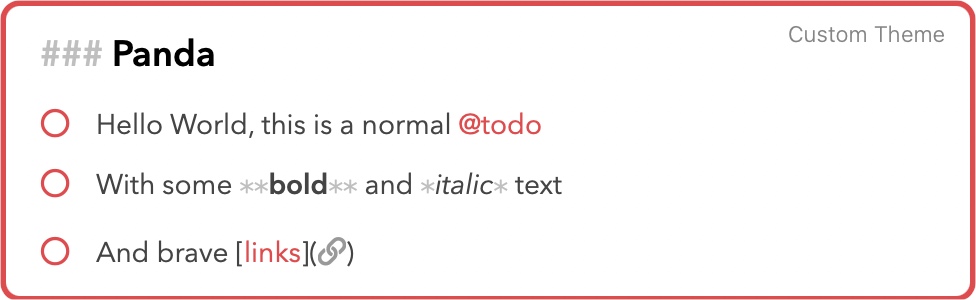 Custom Theme
### Panda
Hello World, this is a normal @todo
With some **bold** and *italic* text
And brave [links](🔗)